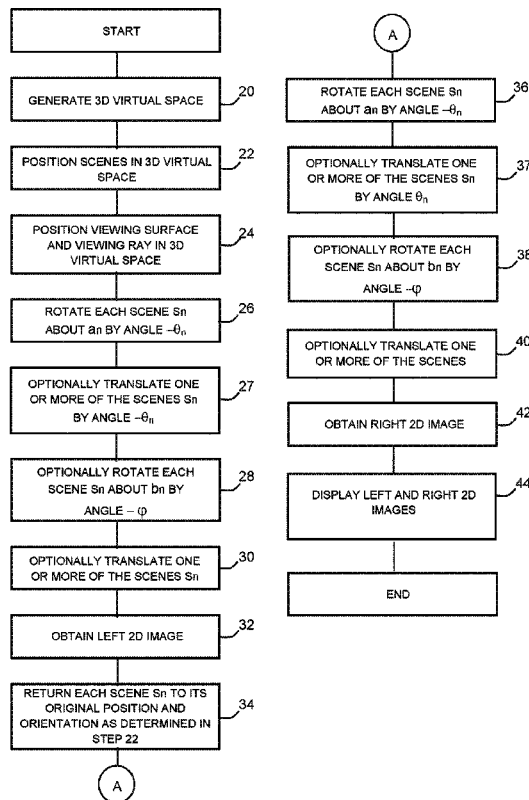 START
GENERATE 3D VIRTUAL SPACE
20
POSITION SCENES IN 3D VIRTUAL
SPACE
22
POSITION VIEWING SURFACE
AND VIEWING RAY IN 3D
VIRTUAL SPACE
24
ROTATE EACH SCENE Sn
ABOUT an BY ANGLE –θn
26
OPTIONALLY TRANSLATE ONE
OR MORE OF THE SCENES Sn
BY ANGLE –θn
27
OPTIONALLY ROTATE EACH
SCENE Sn ABOUT bn BY
ANGLE – φ
28
OPTIONALLY TRANSLATE ONE
OR MORE OF THE SCENES Sn
30
OBTAIN LEFT 2D IMAGE
32
RETURN EACH SCENE Sn TO ITS
ORIGINAL POSITION AND
ORIENTATION AS DETERMINED IN
STEP 22
34
A
A
ROTATE EACH SCENE Sn
ABOUT an BY ANGLE –θn
36
OPTIONALLY TRANSLATE ONE
OR MORE OF THE SCENES Sn
BY ANGLE θn
37
OPTIONALLY ROTATE EACH
SCENE Sn ABOUT bn BY
ANGLE –φ
38
OPTIONALLY TRANSLATE ONE
OR MORE OF THE SCENES
40
OBTAIN RIGHT 2D IMAGE
42
DISPLAY LEFT AND RIGHT 2D
IMAGES
44
END